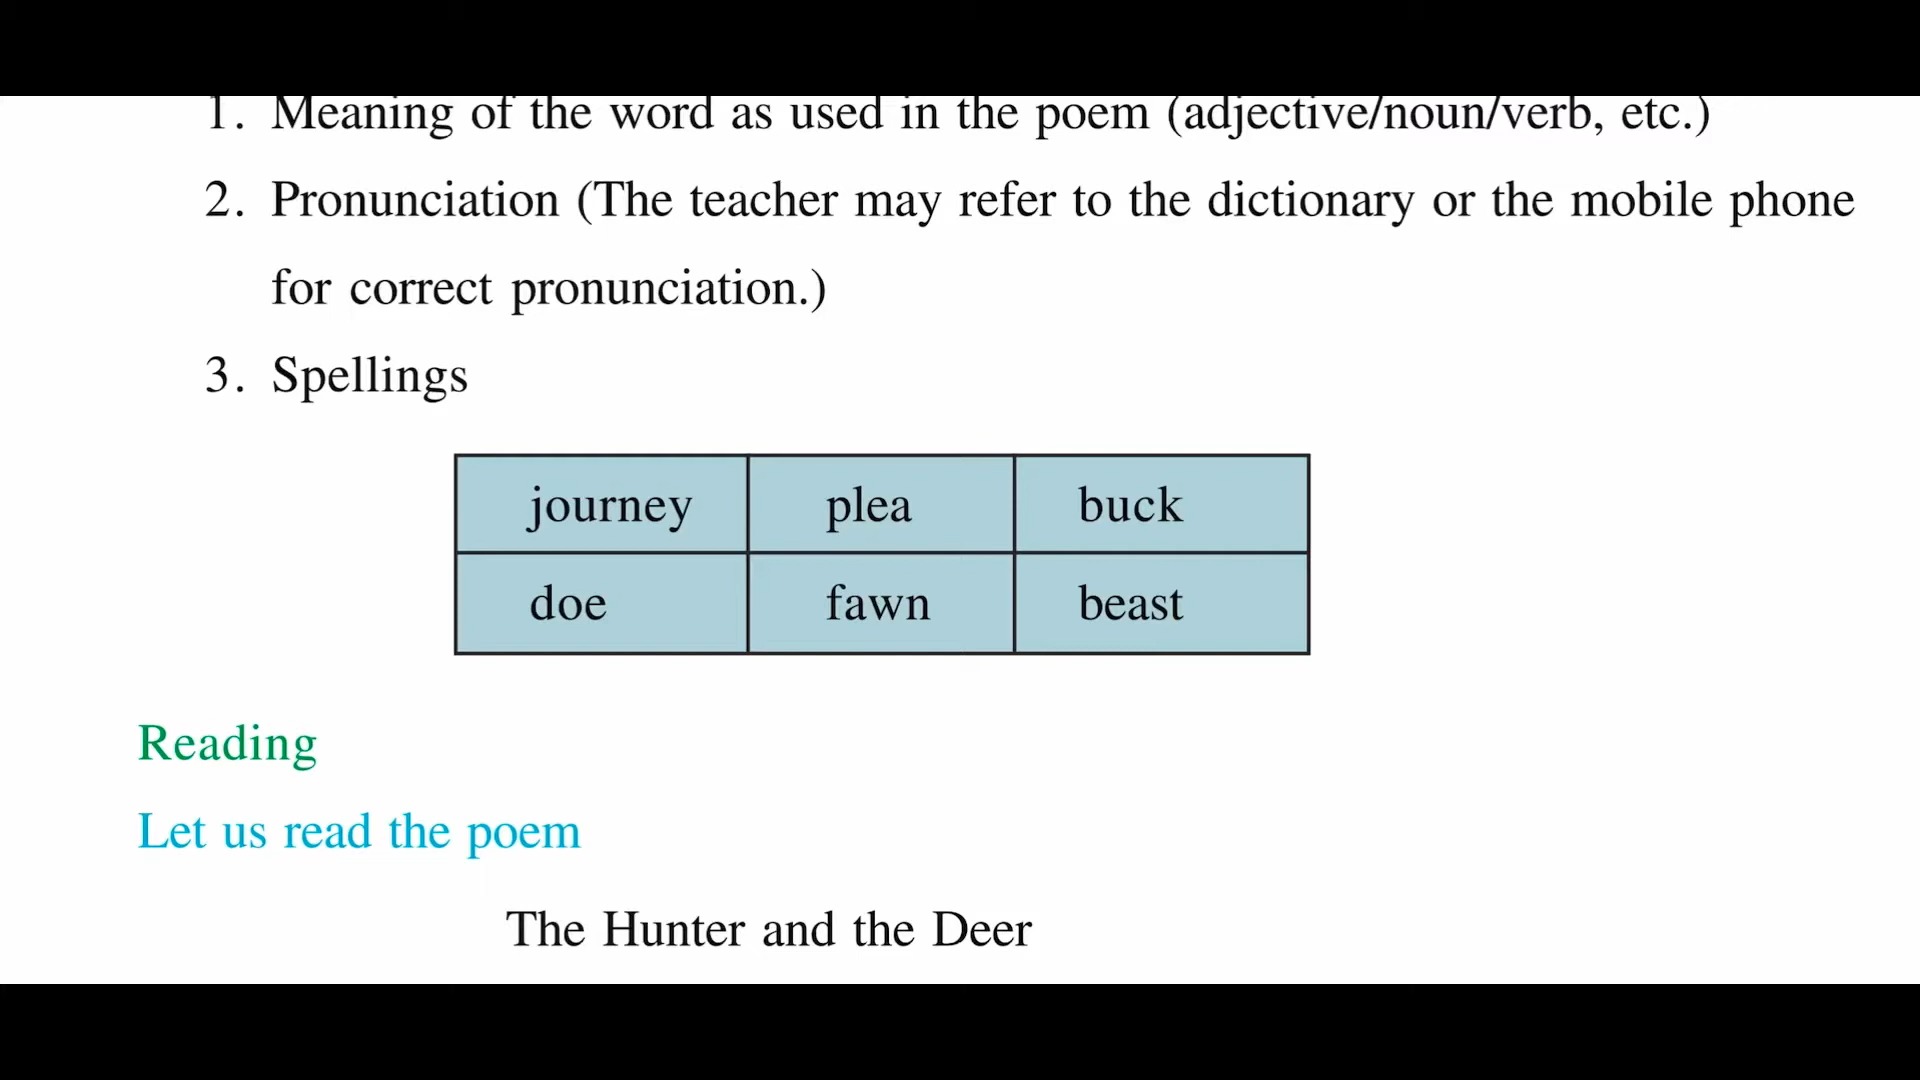 1. Meaning of the word as used in the poem (adjective/noun/verb, etc.)
2. Pronunciation (The teacher may refer to the dictionary or the mobile phone
for correct pronunciation.)
3. Spellings
journey plea buck
doe fawn beast
Reading
Let us read the poem
The Hunter and the Deer